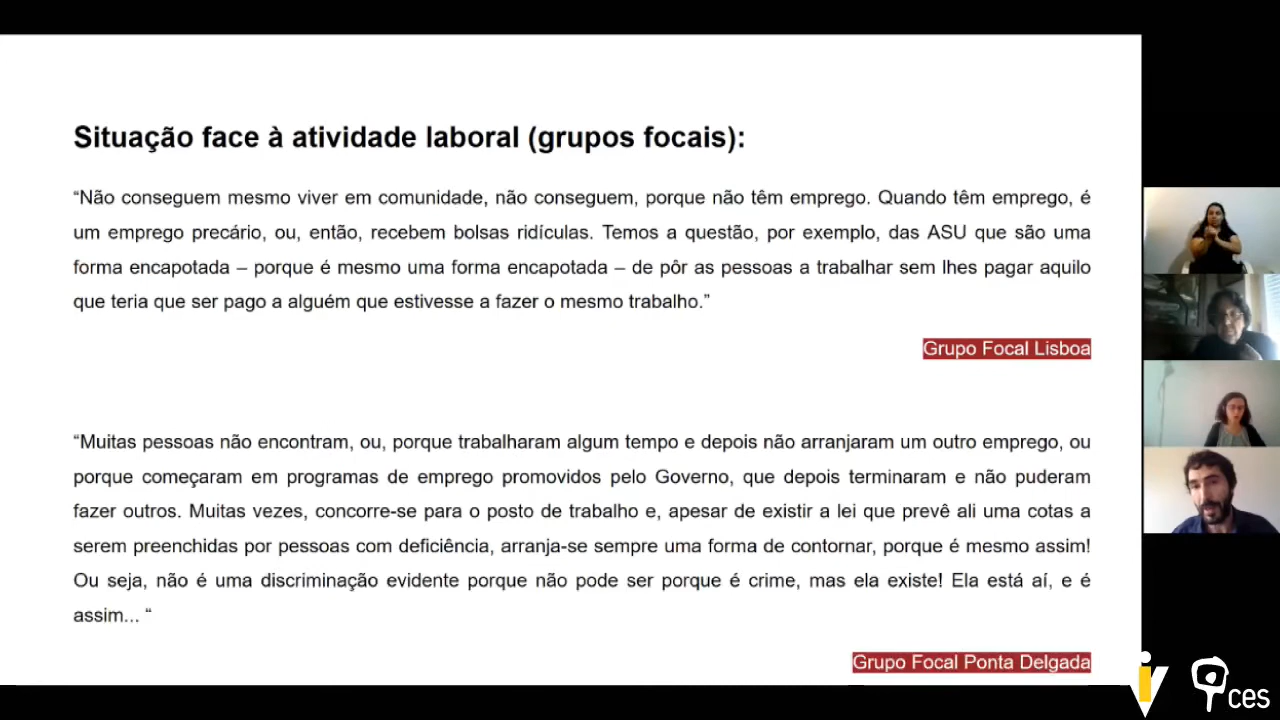 Situação face à atividade laboral (grupos focais):
“Não conseguem mesmo viver em comunidade, não conseguem, porque não têm emprego. Quando têm emprego, é
um emprego precário, ou, então, recebem bolsas ridículas. Temos a questão, por exemplo, das ASU que são uma
forma encapotada – porque é mesmo uma forma encapotada – de pôr as pessoas a trabalhar sem lhes pagar aquilo
que teria que ser pago a alguém que estivesse a fazer o mesmo trabalho.”
Grupo Focal Lisboa
“Muitas pessoas não encontram, ou, porque trabalharam algum tempo e depois não arranjaram um outro emprego, ou
porque começaram em programas de emprego promovidos pelo Governo, que depois terminaram e não puderam
fazer outros. Muitas vezes, concorre-se para o posto de trabalho e, apesar de existir a lei que prevê ali uma cotas a
serem preenchidas por pessoas com deficiência, arranja-se sempre uma forma de contornar, porque é mesmo assim!
Ou seja, não é uma discriminação evidente porque não pode ser porque é crime, mas ela existe! Ela está aí, e é
assim... “
Grupo Focal Ponta Delgada
ces